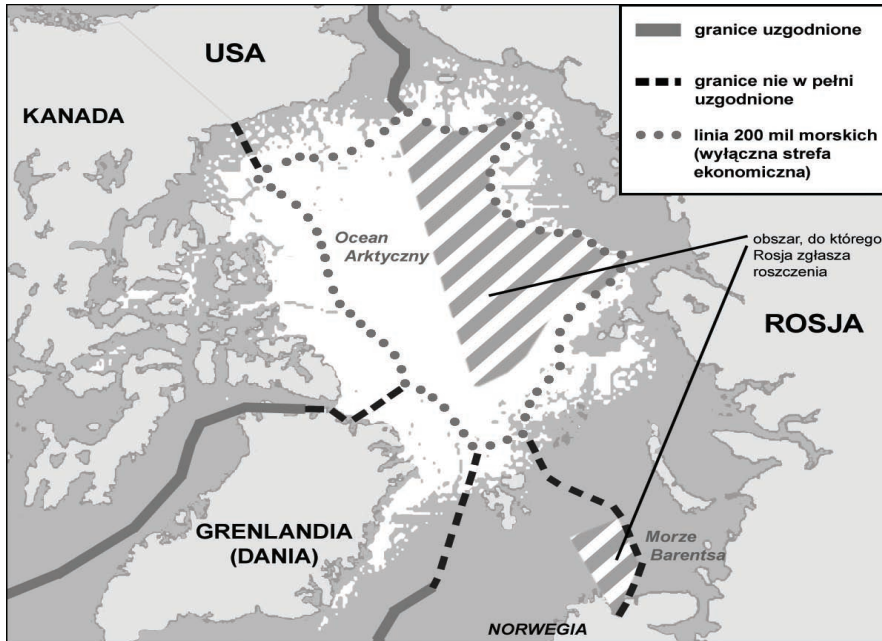 USA
KANADA
granice uzgodnione
granice nie w pełni
uzgodnione
linia 200 mil morskich
(wyłączna strefa
ekonomiczna)
Ocean
Arktyczny
obszar, do którego
Rosja zgłasza
roszczenia
ROSJA
GRENLANDIA
(DANIA)
Morze
Barentsa
NORWEGIA